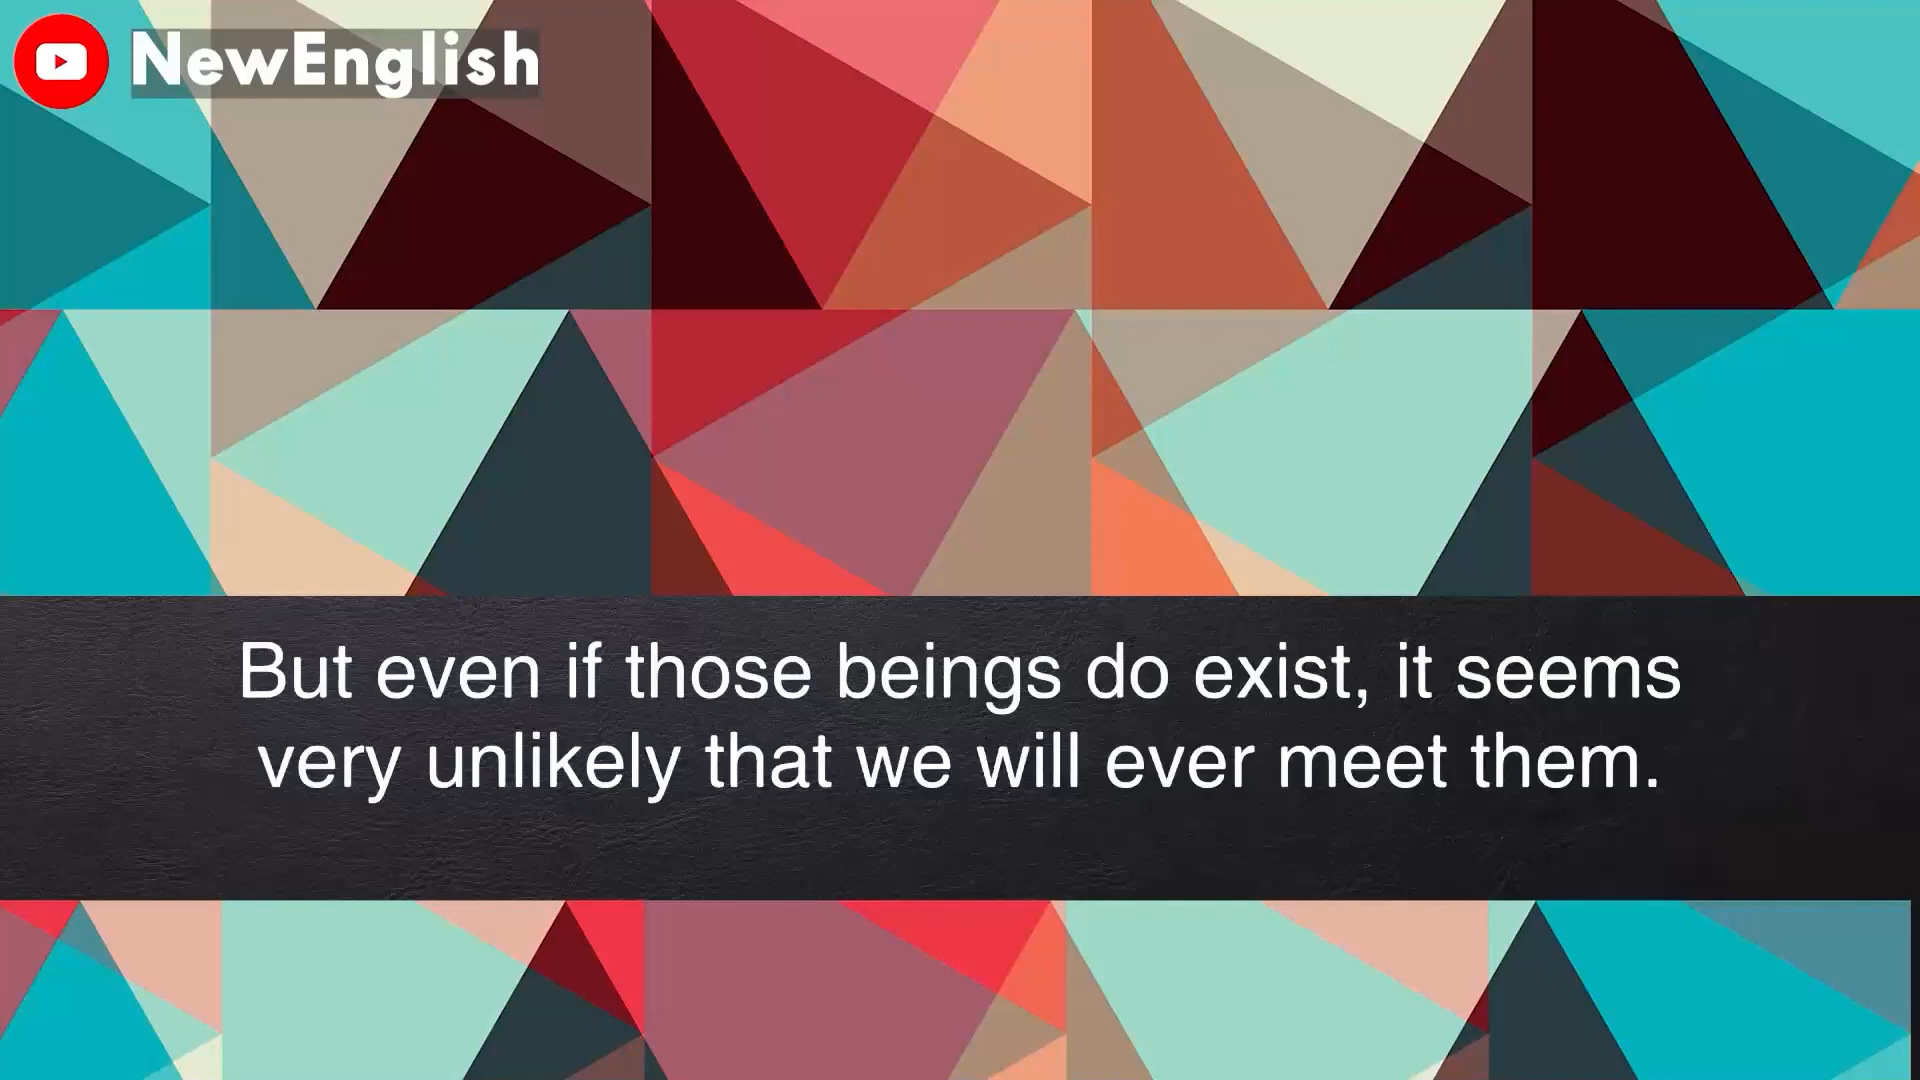 NewEnglish
But even if those beings do exist, it seems
very unlikely that we will ever meet them.